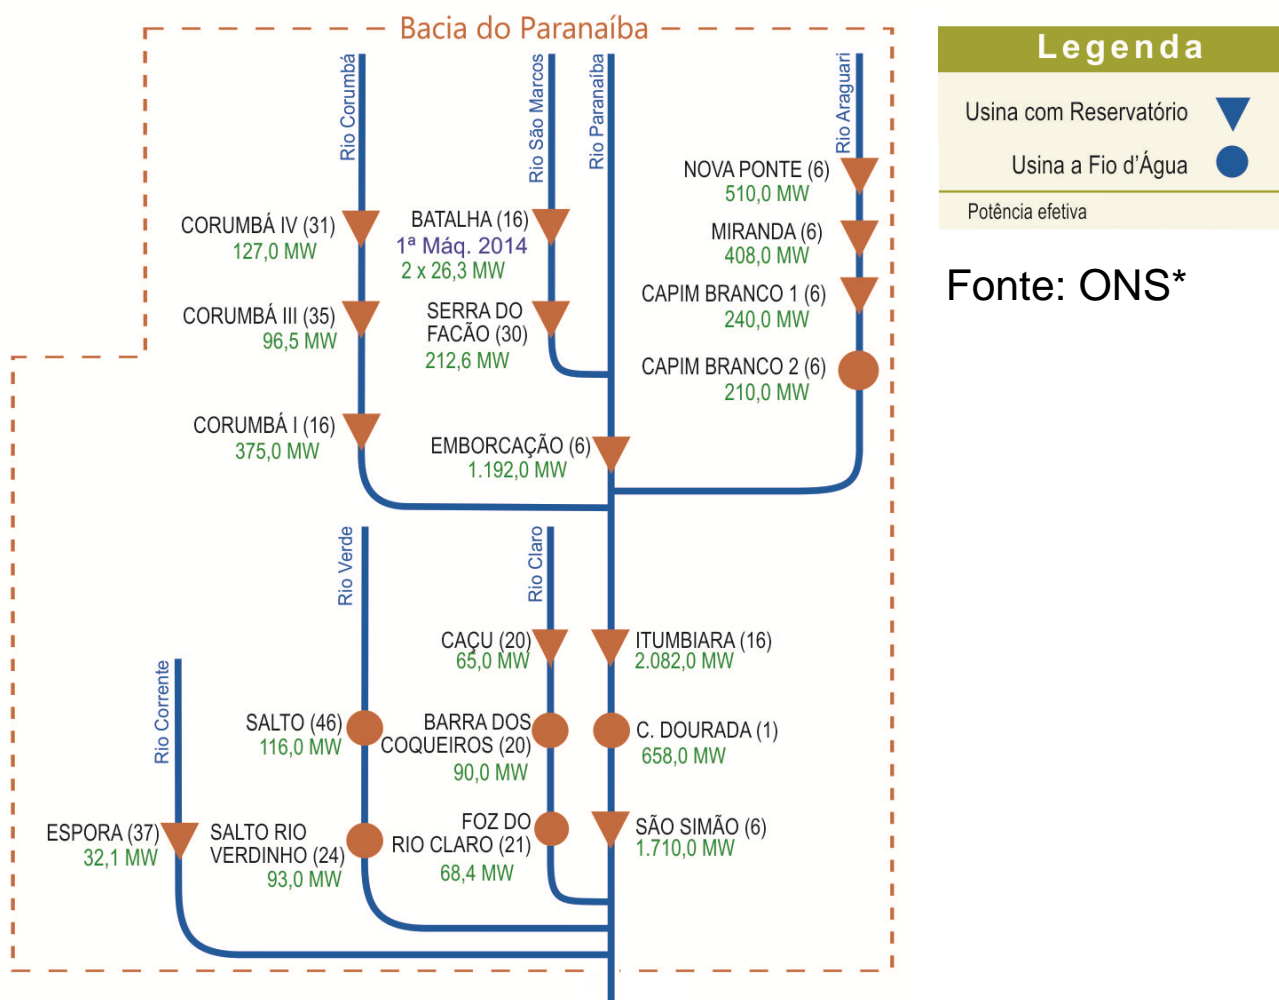 Bacia do Paranaíba
Legenda
Usina com Reservatório
Usina a Fio d'Água
Potência efetiva
Fonte: ONS*
Rio Corumbá
Rio São Marcos
Rio Paranaíba
Rio Araguari
NOVA PONTE (6)
510,0 MW
MIRANDA (6)
408,0 MW
CAPIM BRANCO 1 (6)
240,0 MW
CAPIM BRANCO 2 (6)
210,0 MW
CORUMBÁ IV (31)
127,0 MW
CORUMBÁ III (35)
96,5 MW
CORUMBÁ I (16)
375,0 MW
BATALHA (16)
1ª Máq. 2014
2 x 26,3 MW
SERRA DO
FACÃO (30)
212,6 MW
EMBORCAÇÃO (6)
1.192,0 MW
Rio Verde
Rio Claro
Rio Corrente
CAÇU (20)
65,0 MW
ITUMBIARA (16)
2.082,0 MW
SALTO (46)
116,0 MW
BARRA DOS
COQUEIROS (20)
90,0 MW
C. DOURADA (1)
658,0 MW
ESPORA (37)
32,1 MW
SALTO RIO
VERDINHO (24)
93,0 MW
FOZ DO
RIO CLARO (21)
68,4 MW
SÃO SIMÃO (6)
1.710,0 MW